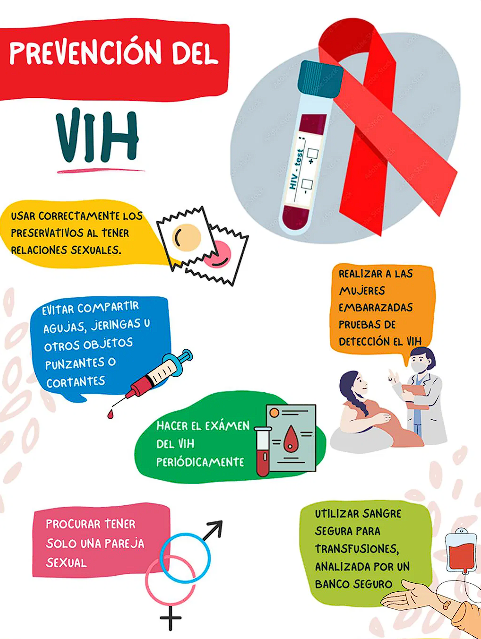 PREVENCIÓN DEL
VIH
HIV - test
USAR CORRECTAMENTE LOS
PRESERVATIVOS AL TENER
RELACIONES SEXUALES.
REALIZAR A LAS
MUJERES
EMBARAZADAS
PRUEBAS DE
DETECCIÓN EL VIH
EVITAR COMPARTIR
AGUJAS, JERINGAS U
OTROS OBJETOS
PUNZANTES O
CORTANTES
HACER EL EXÁMEN
DEL VIH
PERIÓDICAMENTE
PROCURAR TENER
SOLO UNA PAREJA
SEXUAL
UTILIZAR SANGRE
SEGURA PARA
TRANSFUSIONES,
ANALIZADA POR UN
BANCO SEGURO